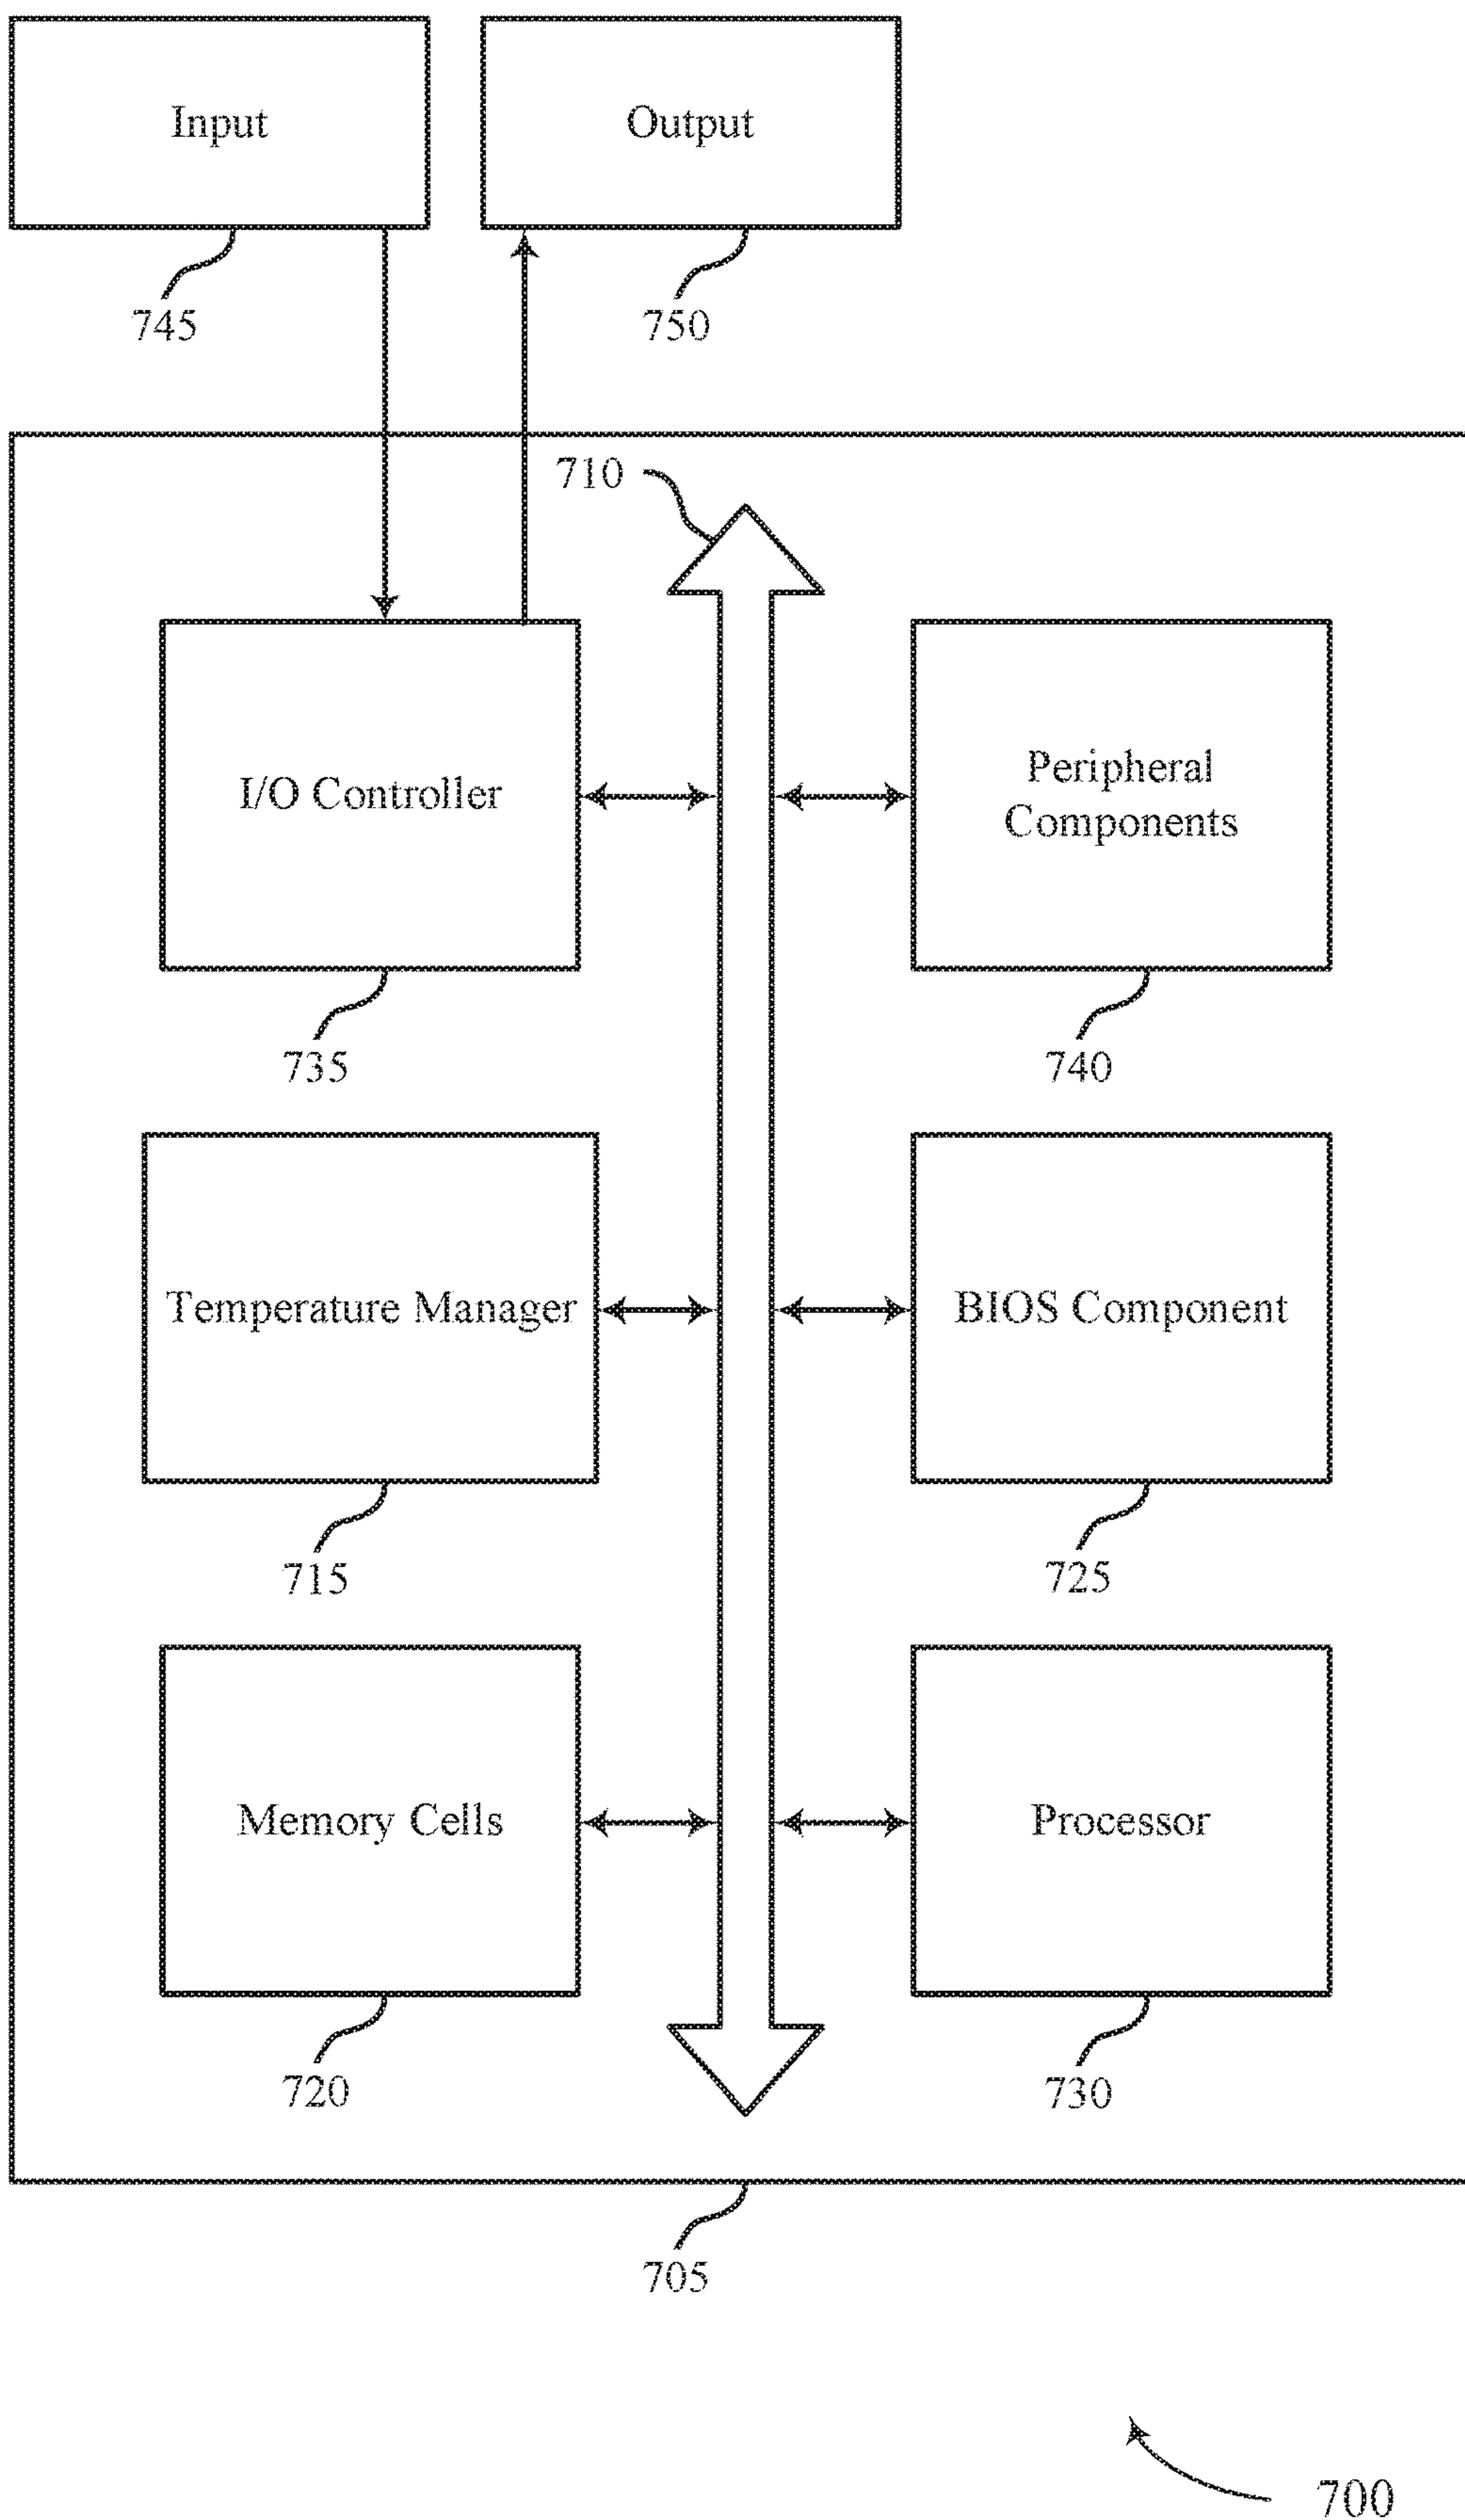 Input
Output
745
750
710
I/O Controller
Peripheral
Components
735
740
Temperature Manager
BIOS Component
715
725
Memory Cells
Processor
720
730
705
700